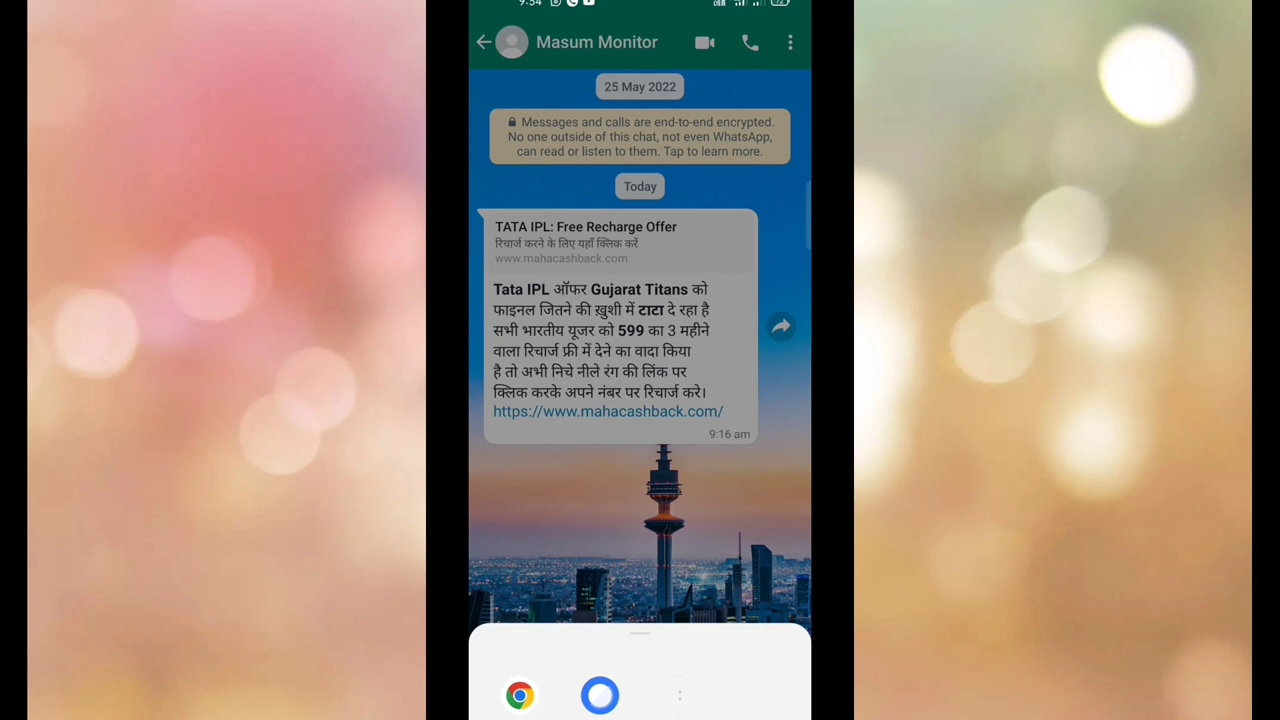 9:54
Masum Monitor
25 May 2022
Messages and calls are end-to-end encrypted.
No one outside of this chat, not even WhatsApp,
can read or listen to them. Tap to learn more.
Today
TATA IPL: Free Recharge Offer
रिचार्ज करने के लिए यहाँ क्लिक करें
www.mahacashback.com
Tata IPL ऑफर Gujarat Titans को
फाइनल जितने की ख़ुशी में टाटा दे रहा है
सभी भारतीय यूजर को 599 का 3 महीने
वाला रिचार्ज फ्री में देने का वादा किया
है तो अभी निचे नीले रंग की लिंक पर
क्लिक करके अपने नंबर पर रिचार्ज करे।
https://www.mahacashback.com/
9:16 am